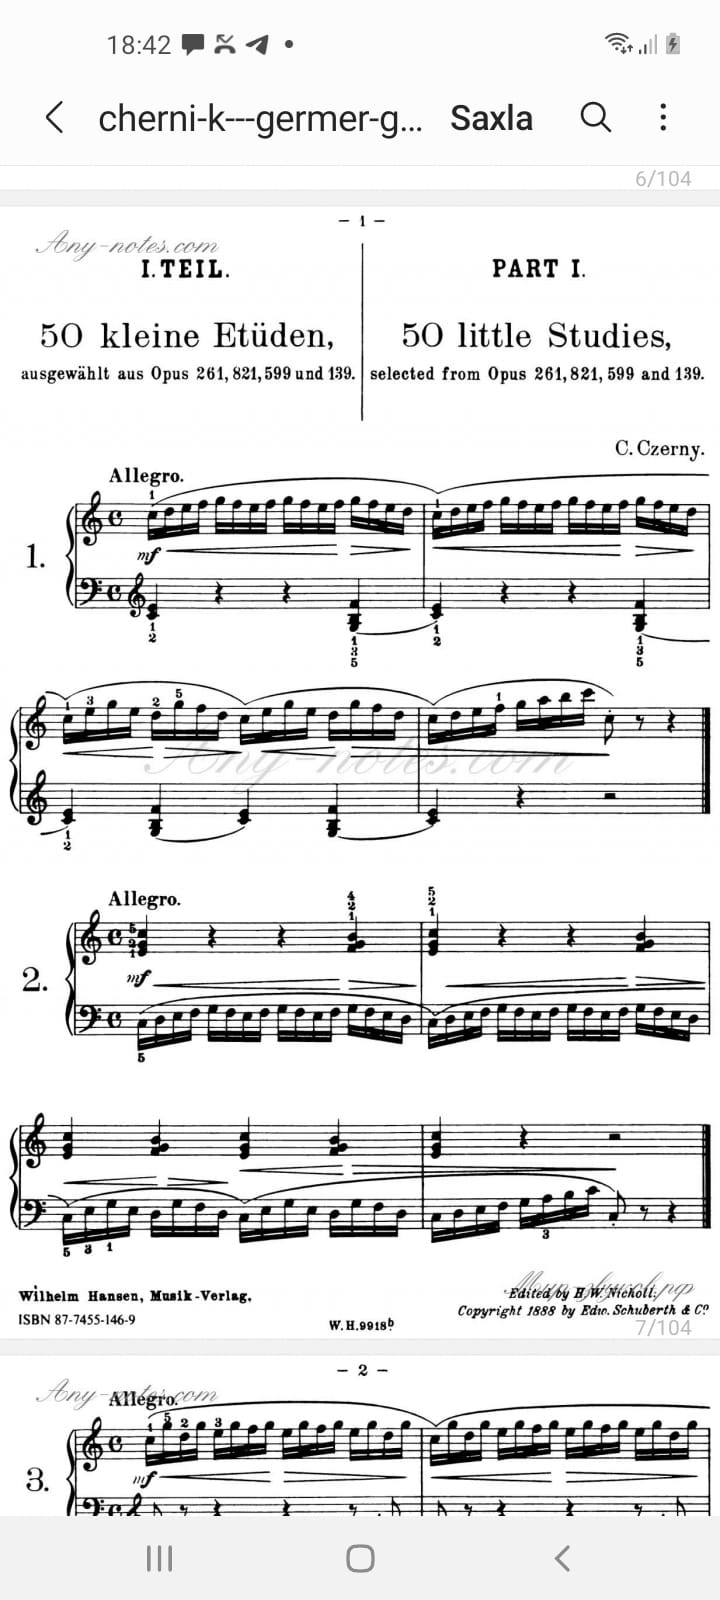 18:42
cherni-k---germer-g... Saxla
6/104
– 1 –
Any-notes.com
I. TEIL.
50 kleine Etüden,
ausgewählt aus Opus 261, 821, 599 und 139.
PART I.
50 little Studies,
selected from Opus 261, 821, 599 and 139.
C. Czerny.
Allegro.
1
1.
mf
1
2
1
3
5
1
2
1
3
5
1 3 2 5 1
Any-notes.com
1
2
Allegro.
5
2
1
4
2
1
5
2
1
2.
mf
5
5 3 1
3
Wilhelm Hansen, Musik-Verlag.
ISBN 87-7455-146-9
W.H. 9918b
Edited by H. W. Nicholl.
Copyright 1888 by Edw. Schuberth & Co
7/104
– 2 –
Any-notes.com
Allegro.
1 5 2 3
3.
mf